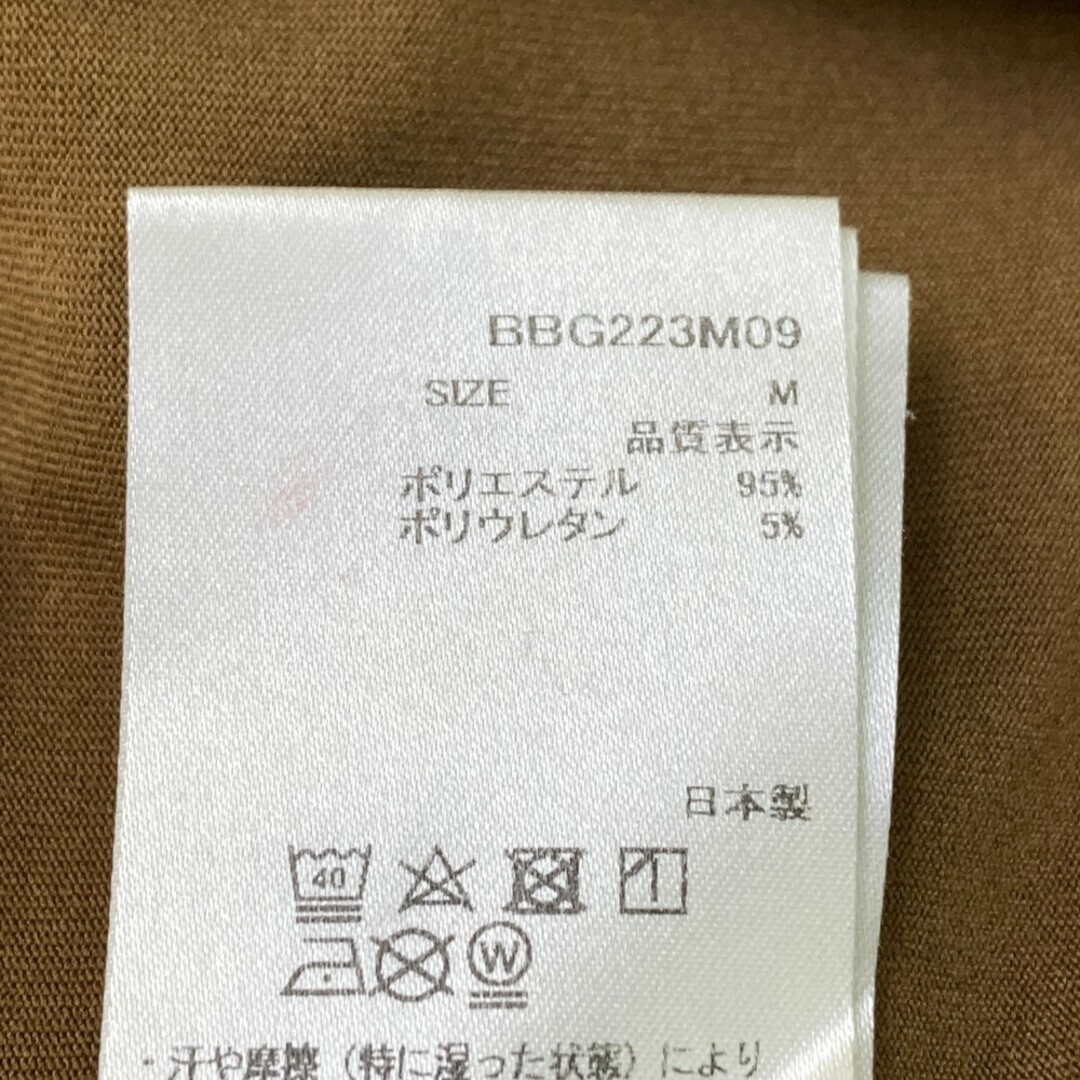 BBG223M09
SIZE M
品質表示
ポリエステル 95%
ポリウレタン 5%
日本製
40
W
・汗や摩擦（特に湿った状態）により